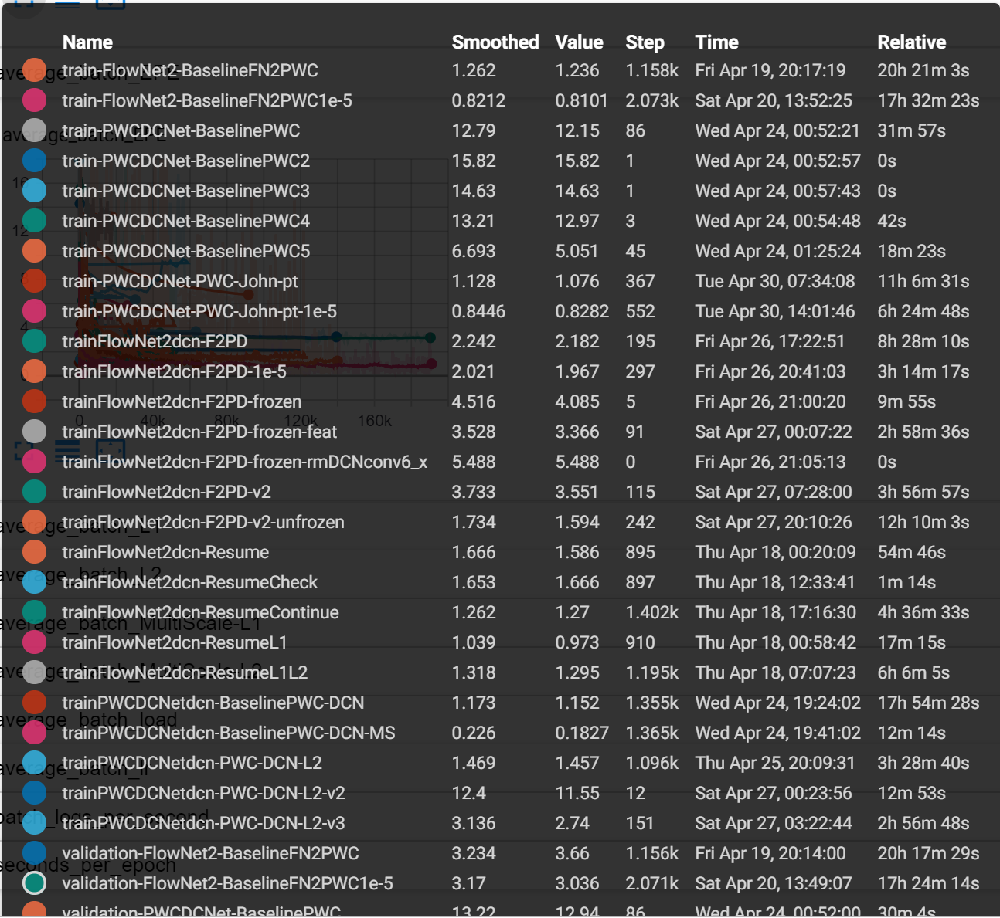 Name Smoothed Value Step Time Relative
train-FlowNet2-BaselineFN2PWC 1.262 1.236 1.158k Fri Apr 19, 20:17:19 20h 21m 3s
train-FlowNet2-BaselineFN2PWC1e-5 0.8212 0.8101 2.073k Sat Apr 20, 13:52:25 17h 32m 23s
train-PWCDCNet-BaselinePWC 12.79 12.15 86 Wed Apr 24, 00:52:21 31m 57s
train-PWCDCNet-BaselinePWC2 15.82 15.82 1 Wed Apr 24, 00:52:57 0s
train-PWCDCNet-BaselinePWC3 14.63 14.63 1 Wed Apr 24, 00:57:43 0s
train-PWCDCNet-BaselinePWC4 13.21 12.97 3 Wed Apr 24, 00:54:48 42s
train-PWCDCNet-BaselinePWC5 6.693 5.051 45 Wed Apr 24, 01:25:24 18m 23s
train-PWCDCNet-PWC-John-pt 1.128 1.076 367 Tue Apr 30, 07:34:08 11h 6m 31s
train-PWCDCNet-PWC-John-pt-1e-5 0.8446 0.8282 552 Tue Apr 30, 14:01:46 6h 24m 48s
trainFlowNet2dcn-F2PD 2.242 2.182 195 Fri Apr 26, 17:22:51 8h 28m 10s
trainFlowNet2dcn-F2PD-1e-5 2.021 1.967 297 Fri Apr 26, 20:41:03 3h 14m 17s
trainFlowNet2dcn-F2PD-frozen 4.516 4.085 5 Fri Apr 26, 21:00:20 9m 55s
0 40k 80k 120k 160k
trainFlowNet2dcn-F2PD-frozen-feat 3.528 3.366 91 Sat Apr 27, 00:07:22 2h 58m 36s
trainFlowNet2dcn-F2PD-frozen-rmDCNconv6_x 5.488 5.488 0 Fri Apr 26, 21:05:13 0s
trainFlowNet2dcn-F2PD-v2 3.733 3.551 115 Sat Apr 27, 07:28:00 3h 56m 57s
trainFlowNet2dcn-F2PD-v2-unfrozen 1.734 1.594 242 Sat Apr 27, 20:10:26 12h 10m 3s
average_batch_L1
trainFlowNet2dcn-Resume 1.666 1.586 895 Thu Apr 18, 00:20:09 54m 46s
average_batch_L2
trainFlowNet2dcn-ResumeCheck 1.653 1.666 897 Thu Apr 18, 12:33:41 1m 14s
trainFlowNet2dcn-ResumeContinue 1.262 1.27 1.402k Thu Apr 18, 17:16:30 4h 36m 33s
average_batch_MultiScale-L1
trainFlowNet2dcn-ResumeL1 1.039 0.973 910 Thu Apr 18, 00:58:42 17m 15s
trainFlowNet2dcn-ResumeL1L2 1.318 1.295 1.195k Thu Apr 18, 07:07:23 6h 6m 5s
average_batch_MultiScale-L2
trainPWCDCNetdcn-BaselinePWC-DCN 1.173 1.152 1.355k Wed Apr 24, 19:24:02 17h 54m 28s
average_batch_load
trainPWCDCNetdcn-BaselinePWC-DCN-MS 0.226 0.1827 1.365k Wed Apr 24, 19:41:02 12m 14s
trainPWCDCNetdcn-PWC-DCN-L2 1.469 1.457 1.096k Thu Apr 25, 20:09:31 3h 28m 40s
trainPWCDCNetdcn-PWC-DCN-L2-v2 12.4 11.55 12 Sat Apr 27, 00:23:56 12m 53s
batch_logs_per_second
trainPWCDCNetdcn-PWC-DCN-L2-v3 3.136 2.74 151 Sat Apr 27, 03:22:44 2h 56m 48s
validation-FlowNet2-BaselineFN2PWC 3.234 3.66 1.156k Fri Apr 19, 20:14:00 20h 17m 29s
seconds_per_epoch
validation-FlowNet2-BaselineFN2PWC1e-5 3.17 3.036 2.071k Sat Apr 20, 13:49:07 17h 24m 14s
validation-PWCDCNet-BaselinePWC 13.22 12.94 86 Wed Apr 24, 00:52:00 30m 4s